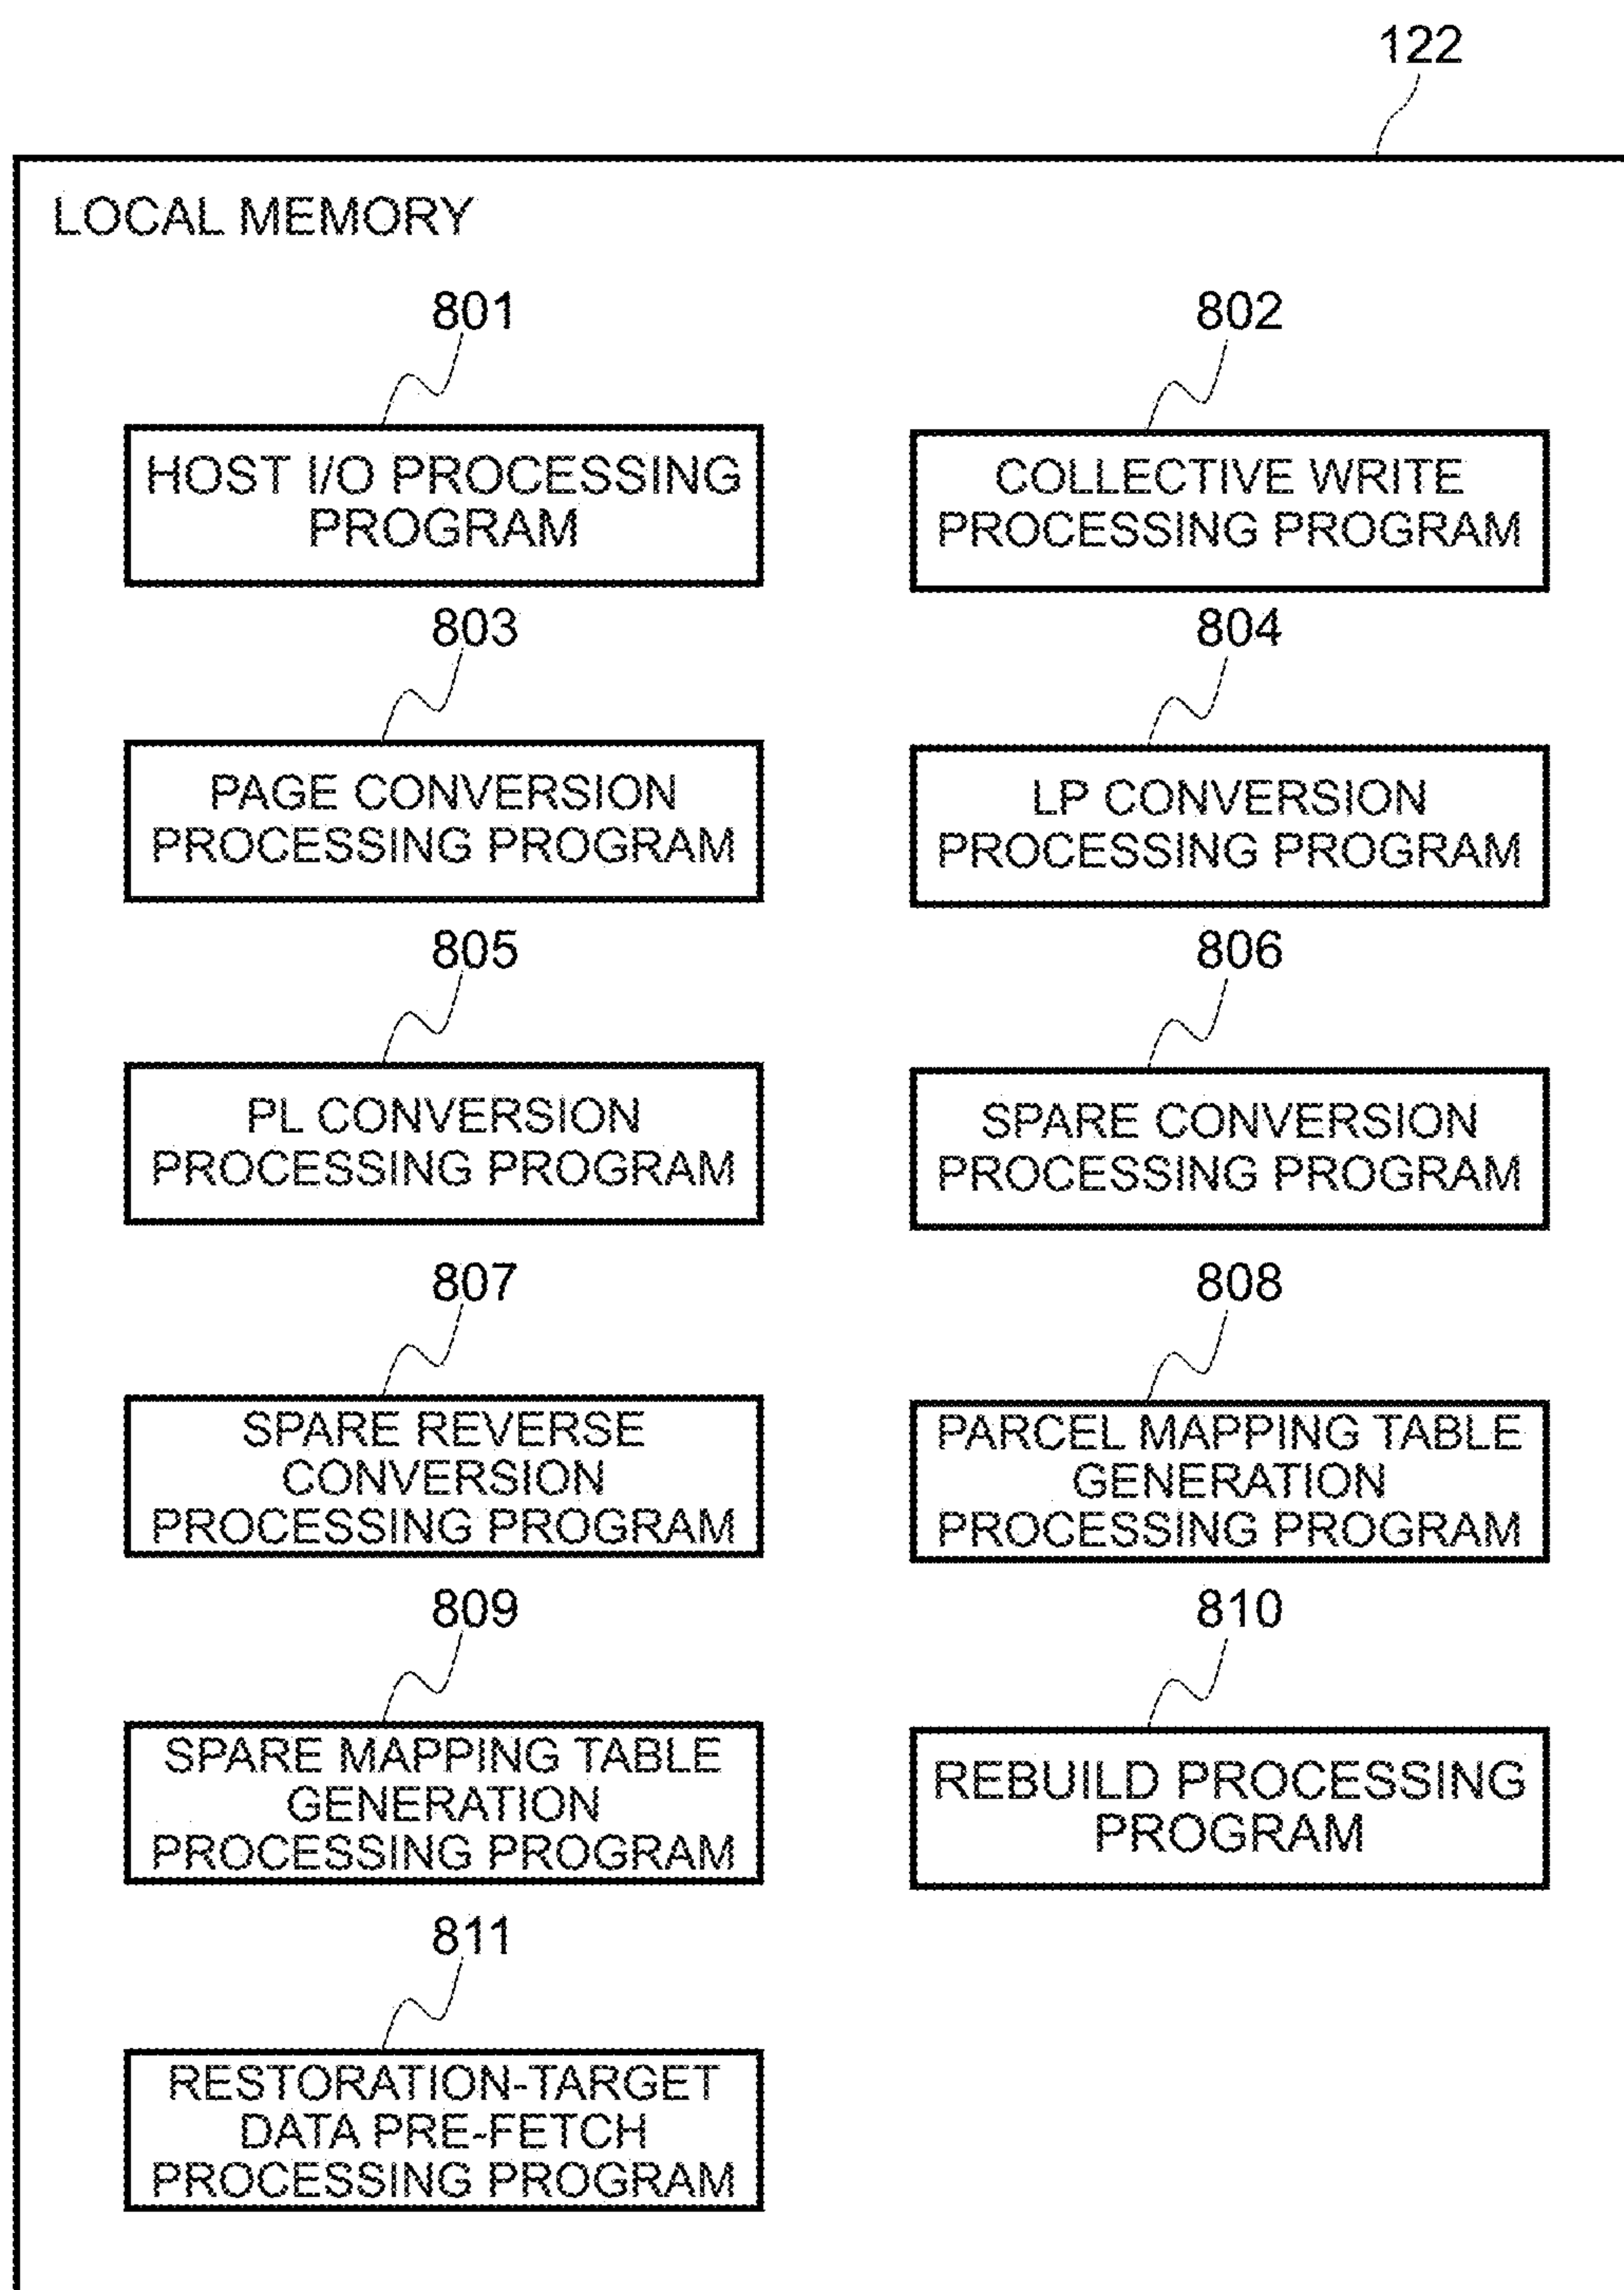 122
LOCAL MEMORY
801
HOST I/O PROCESSING
PROGRAM
802
COLLECTIVE WRITE
PROCESSING PROGRAM
803
PAGE CONVERSION
PROCESSING PROGRAM
804
LP CONVERSION
PROCESSING PROGRAM
805
PL CONVERSION
PROCESSING PROGRAM
806
SPARE CONVERSION
PROCESSING PROGRAM
807
SPARE REVERSE
CONVERSION
PROCESSING PROGRAM
808
PARCEL MAPPING TABLE
GENERATION
PROCESSING PROGRAM
809
SPARE MAPPING TABLE
GENERATION
PROCESSING PROGRAM
810
REBUILD PROCESSING
PROGRAM
811
RESTORATION-TARGET
DATA PRE-FETCH
PROCESSING PROGRAM